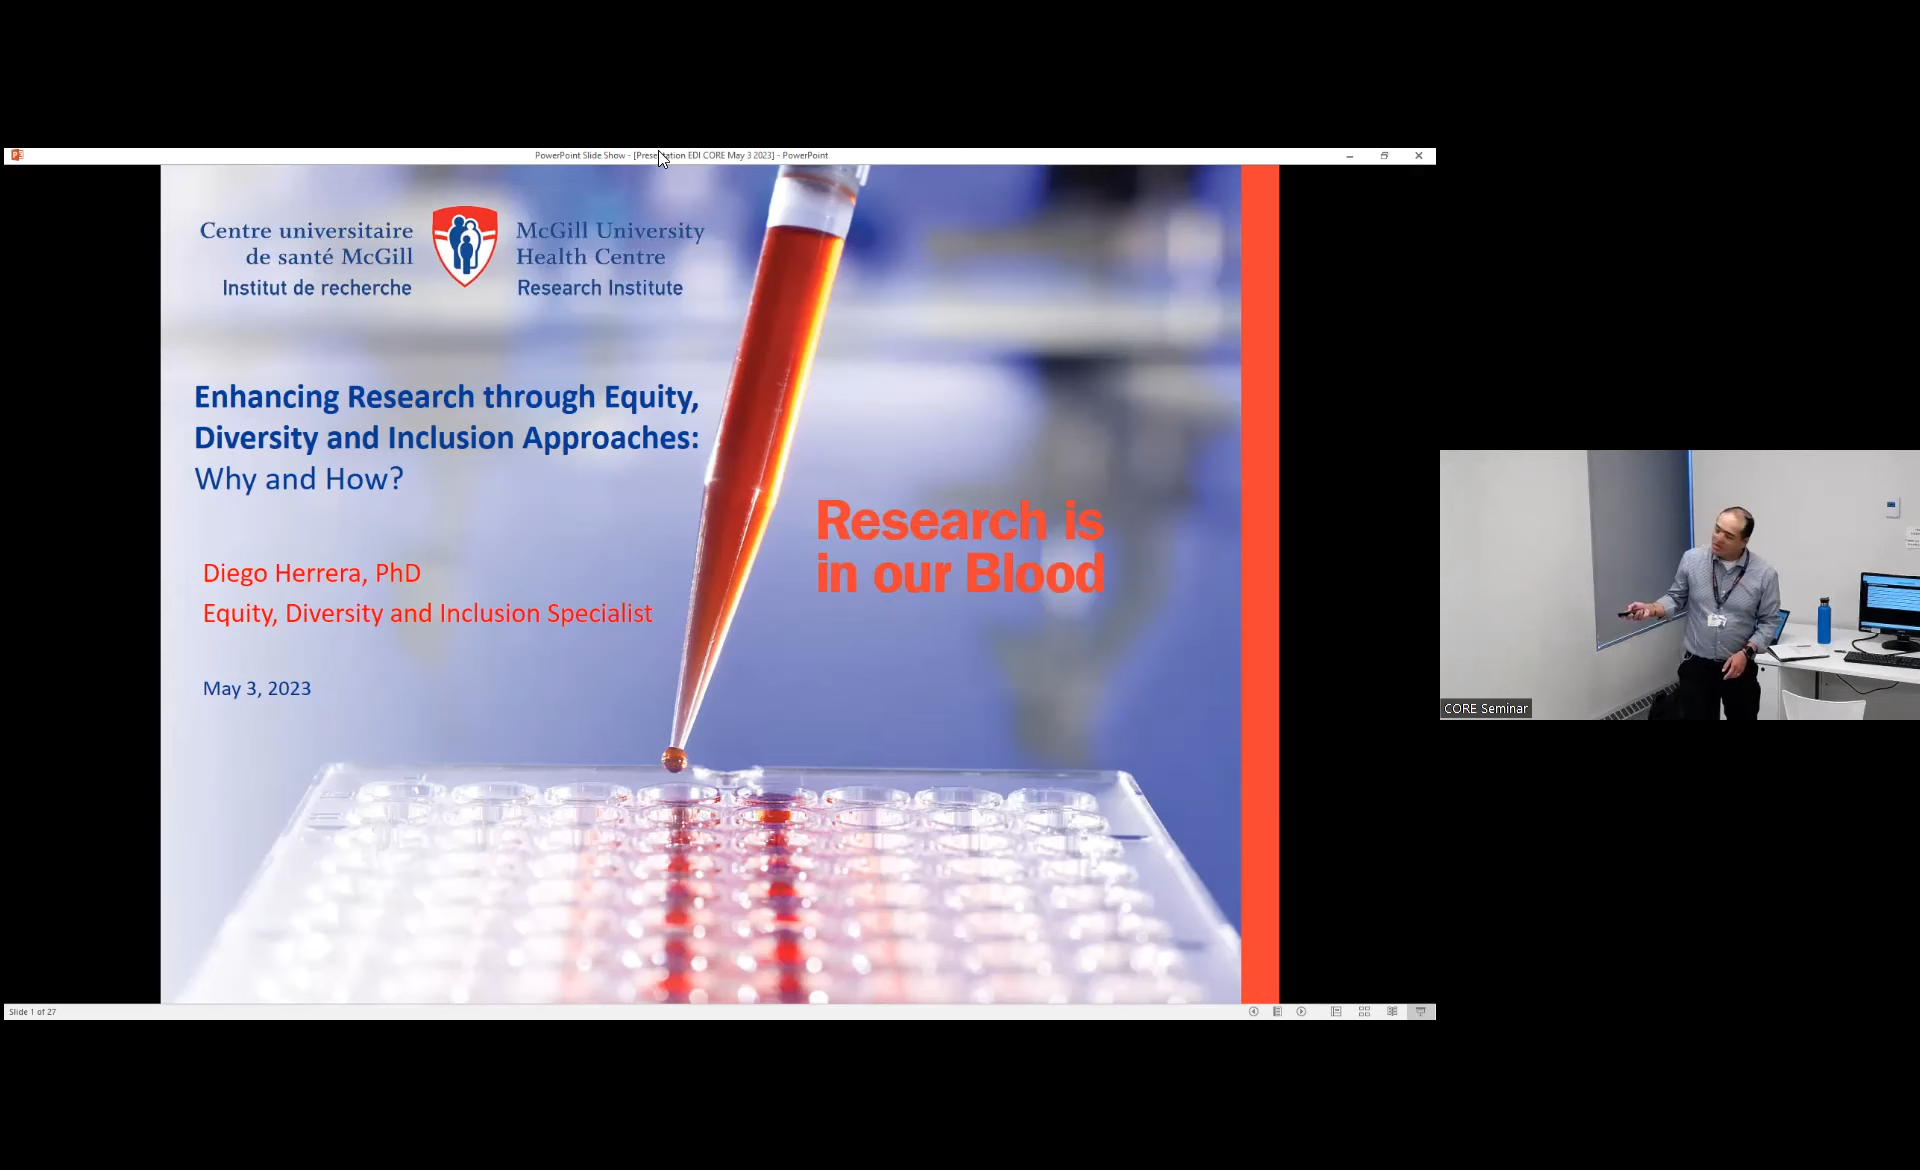 PowerPoint Slide Show - [Presentation EDI CORE May 3 2023] - PowerPoint
Centre universitaire
de santé McGill
Institut de recherche
McGill University
Health Centre
Research Institute
Enhancing Research through Equity,
Diversity and Inclusion Approaches:
Why and How?
Diego Herrera, PhD
Equity, Diversity and Inclusion Specialist
May 3, 2023
Research is
in our Blood
CORE Seminar
Slide 1 of 27